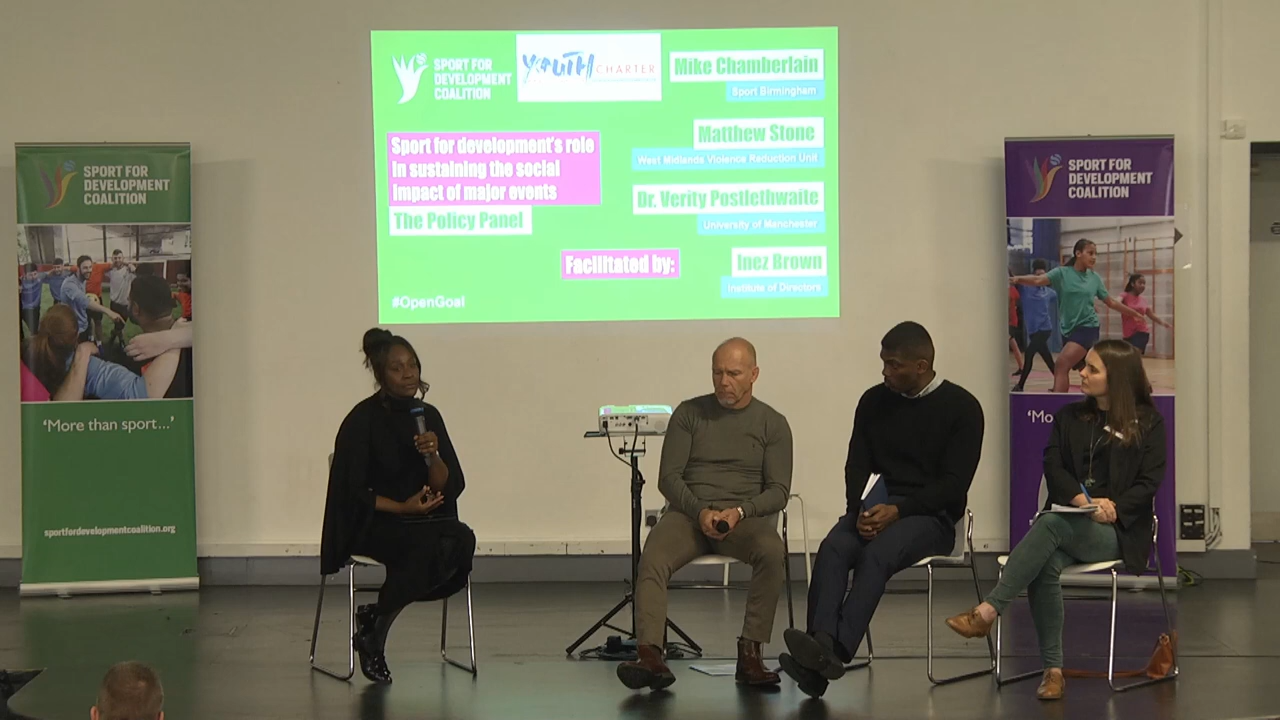 SPORT FOR
DEVELOPMENT
COALITION
YOUTH CHARTER
Mike Chamberlain
Sport Birmingham
Matthew Stone
West Midlands Violence Reduction Unit
Sport for development's role
in sustaining the social
impact of major events
The Policy Panel
Dr. Verity Postlethwaite
University of Manchester
Facilitated by:
Inez Brown
Institute of Directors
#OpenGoal
SPORT FOR
DEVELOPMENT
COALITION
'More than sport...'
sportfordevelopmentcoalition.org
SPORT FOR
DEVELOPMENT
COALITION
'Mo